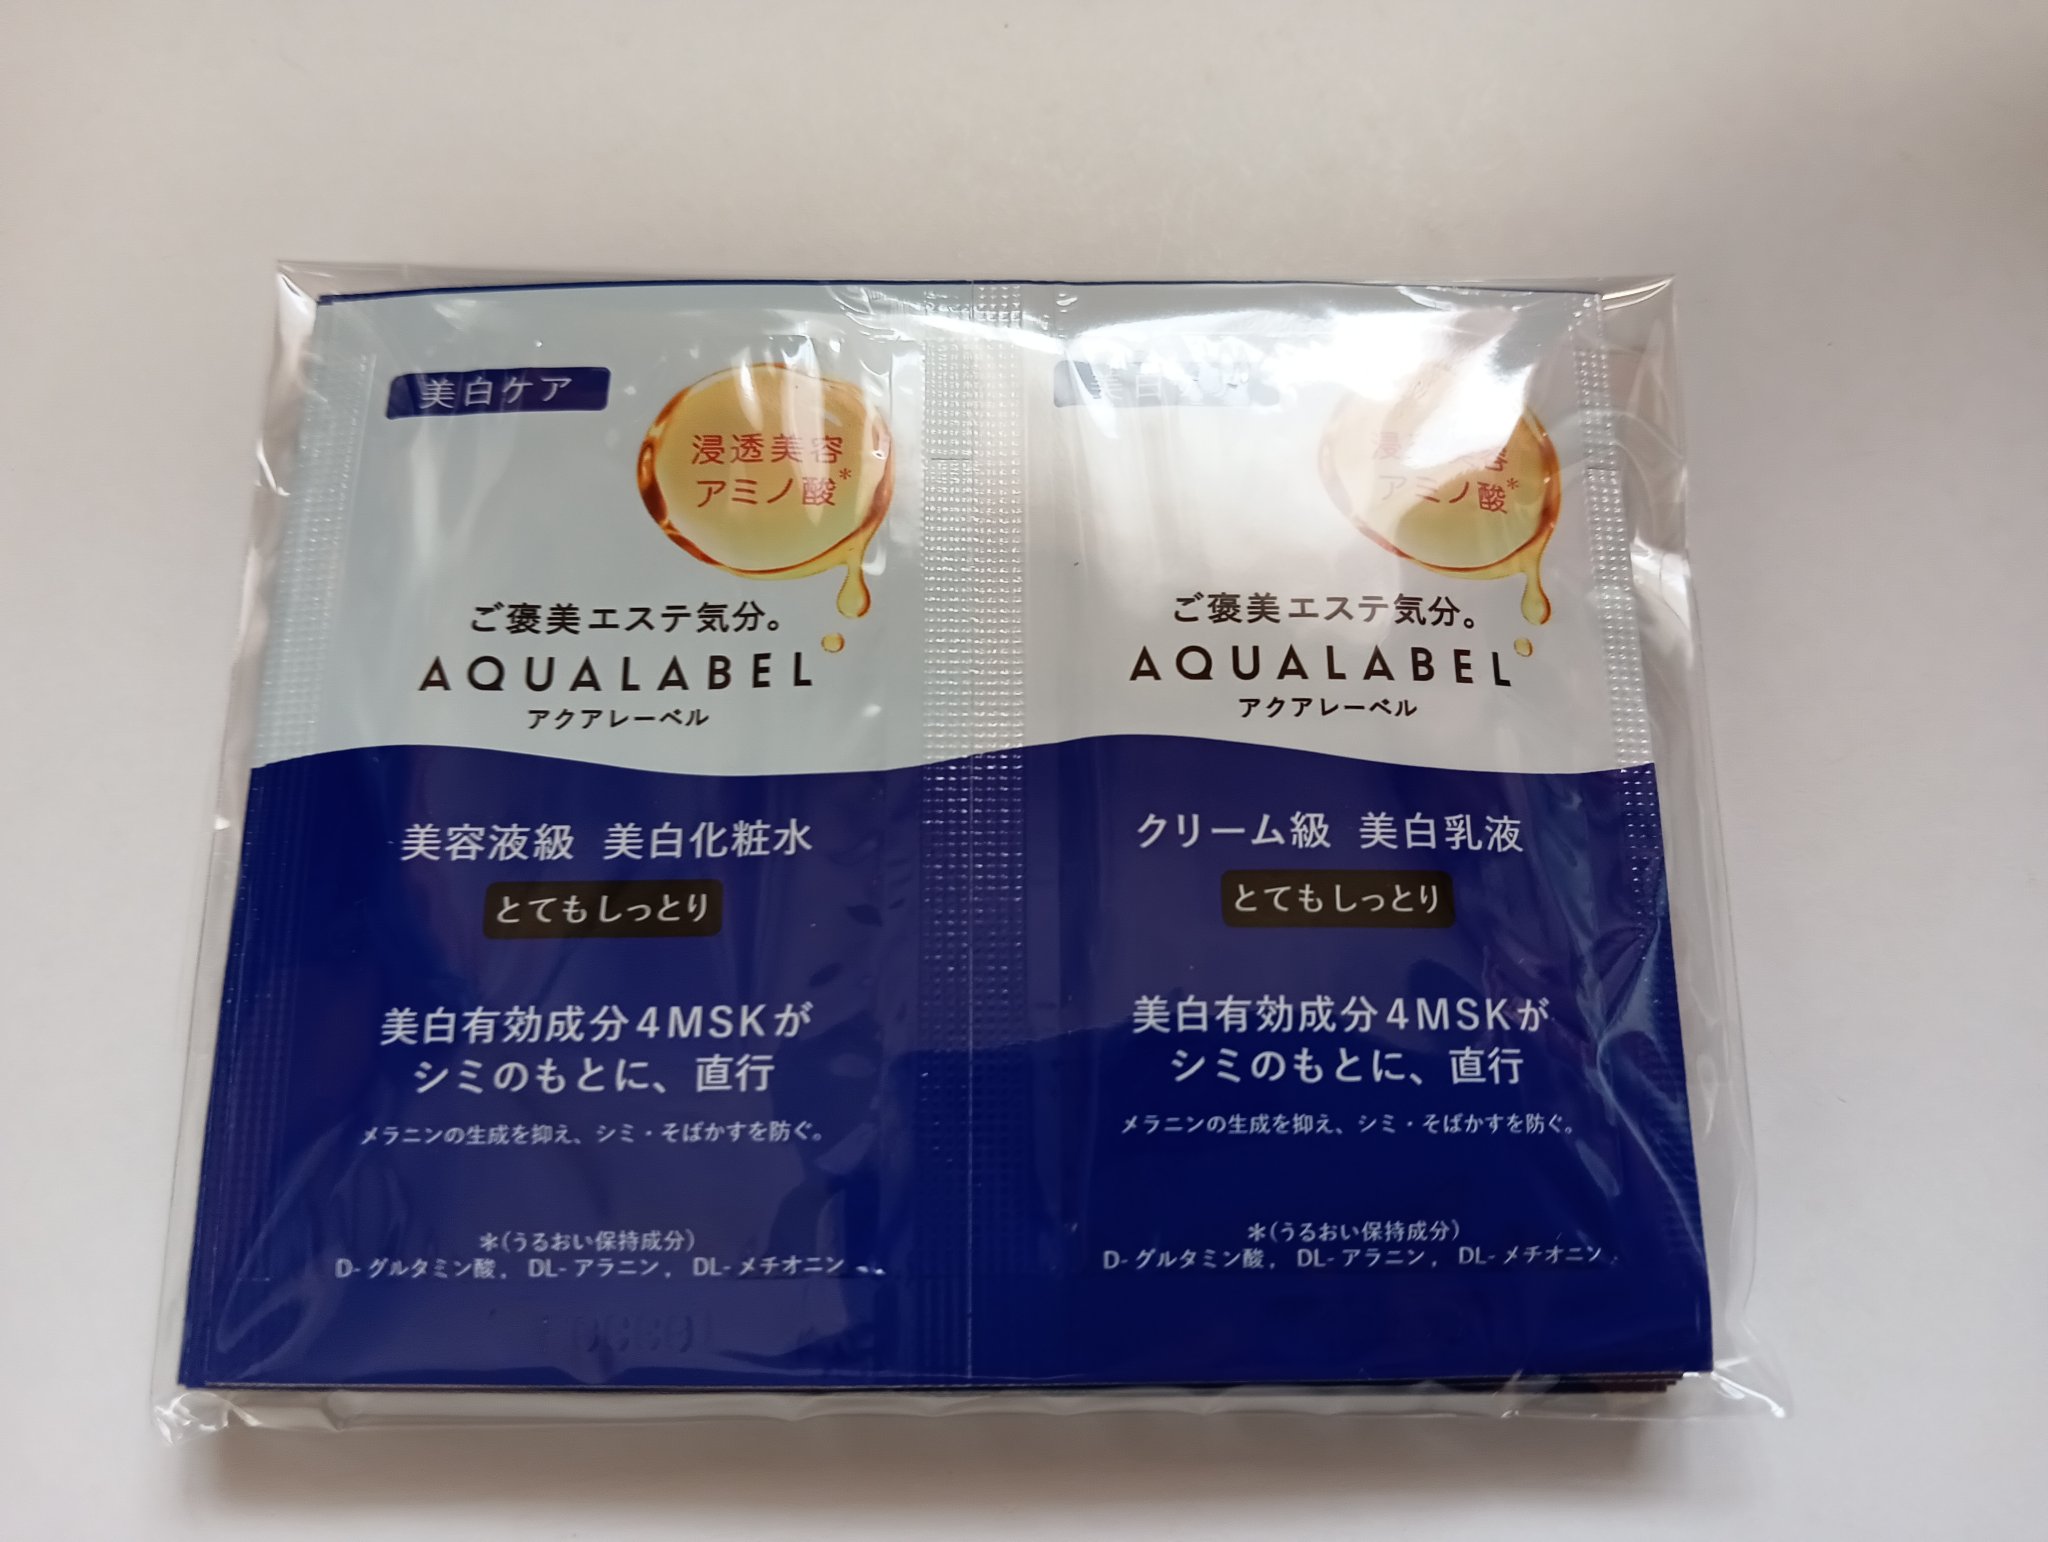 美白ケア
浸透美容
アミノ酸*
ご褒美エステ気分。
AQUALABEL
アクアレーベル
美容液級 美白化粧水
とてもしっとり
美白有効成分4MSKが
シミのもとに、直行
メラニンの生成を抑え、シミ・そばかすを防ぐ。
*(うるおい保持成分)
D-グルタミン酸, DL-アラニン, DL-メチオニン
美白
浸透美容
アミノ酸*
ご褒美エステ気分。
AQUALABEL
アクアレーベル
クリーム級 美白乳液
とてもしっとり
美白有効成分4MSKが
シミのもとに、直行
メラニンの生成を抑え、シミ・そばかすを防ぐ。
*(うるおい保持成分)
D-グルタミン酸, DL-アラニン, DL-メチオニン